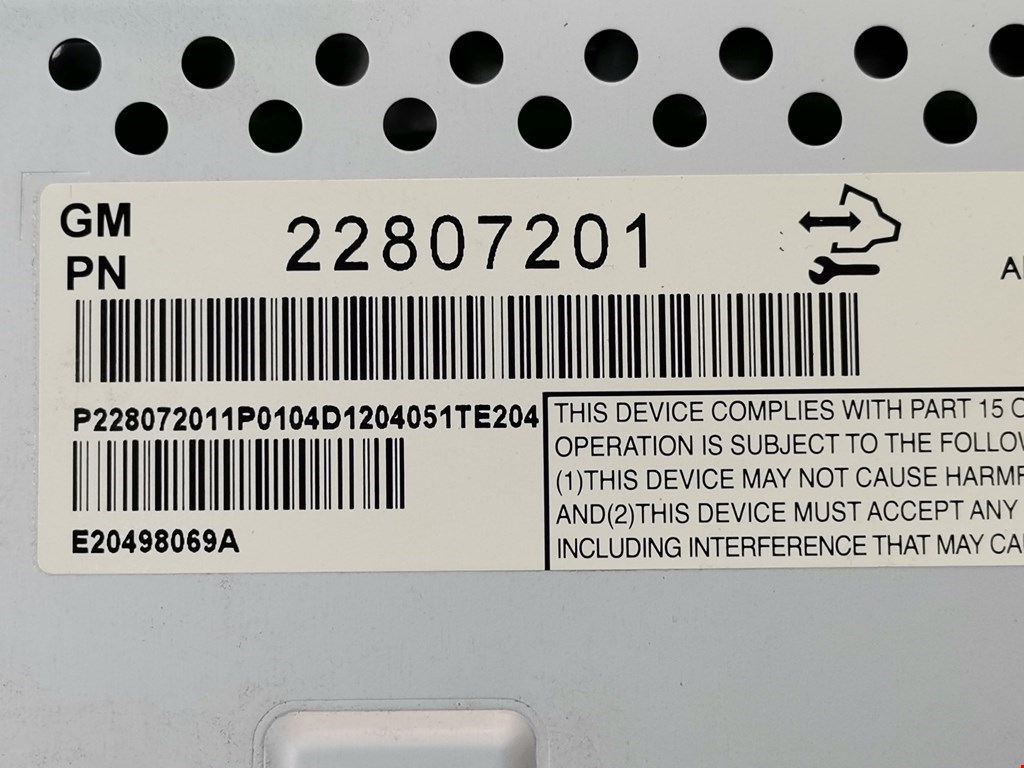 GM
PN
22807201
P228072011P0104D1204051TE204
E20498069A
THIS DEVICE COMPLIES WITH PART 15
OPERATION IS SUBJECT TO THE
(1)THIS DEVICE MAY NOT CAUSE
AND(2)THIS DEVICE MUST ACCEPT ANY
INCLUDING INTERFERENCE THAT MAY